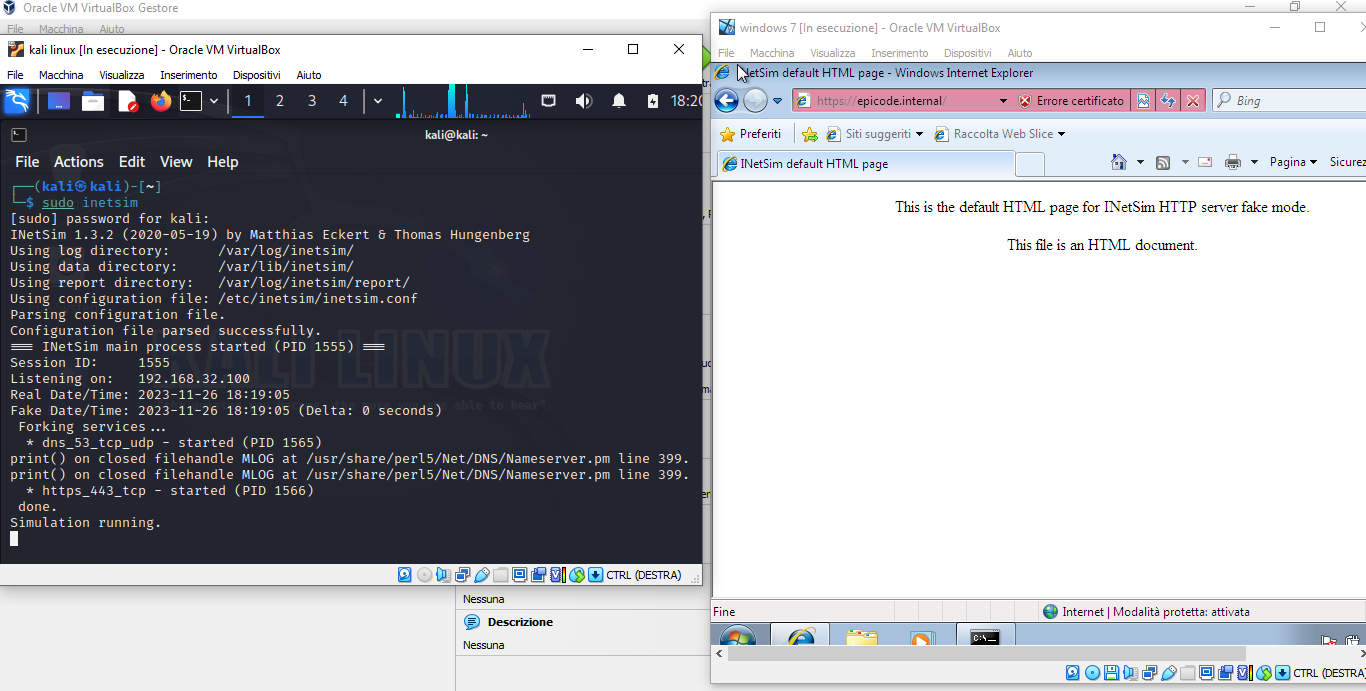 Oracle VM VirtualBox Gestore
File Macchina Aiuto
kali linux [In esecuzione] - Oracle VM VirtualBox
File Macchina Visualizza Inserimento Dispositivi Aiuto
1 2 3 4 18:20
kali@kali: ~
File Actions Edit View Help
┌──(kali㉿kali)-[~]
└─$ sudo inetsim
[sudo] password for kali:
INetSim 1.3.2 (2020-05-19) by Matthias Eckert & Thomas Hungenberg
Using log directory: /var/log/inetsim/
Using data directory: /var/lib/inetsim/
Using report directory: /var/log/inetsim/report/
Using configuration file: /etc/inetsim/inetsim.conf
Parsing configuration file.
Configuration file parsed successfully.
=== INetSim main process started (PID 1555) ===
Session ID: 1555
Listening on: 192.168.32.100
Real Date/Time: 2023-11-26 18:19:05
Fake Date/Time: 2023-11-26 18:19:05 (Delta: 0 seconds)
Forking services...
* dns_53_tcp_udp - started (PID 1565)
print() on closed filehandle MLOG at /usr/share/perl5/Net/DNS/Nameserver.pm line 399.
print() on closed filehandle MLOG at /usr/share/perl5/Net/DNS/Nameserver.pm line 399.
* https_443_tcp - started (PID 1566)
done.
Simulation running.
KALI LINUX
CTRL (DESTRA)
Nessuna
Descrizione
Nessuna
windows 7 [In esecuzione] - Oracle VM VirtualBox
File Macchina Visualizza Inserimento Dispositivi Aiuto
INetSim default HTML page - Windows Internet Explorer
https://epicode.internal/ Errore certificato Bing
Preferiti Siti suggeriti Raccolta Web Slice
INetSim default HTML page Pagina Sicurez
This is the default HTML page for INetSim HTTP server fake mode.
This file is an HTML document.
Fine Internet | Modalità protetta: attivata
C:\_
CTRL (DESTRA)